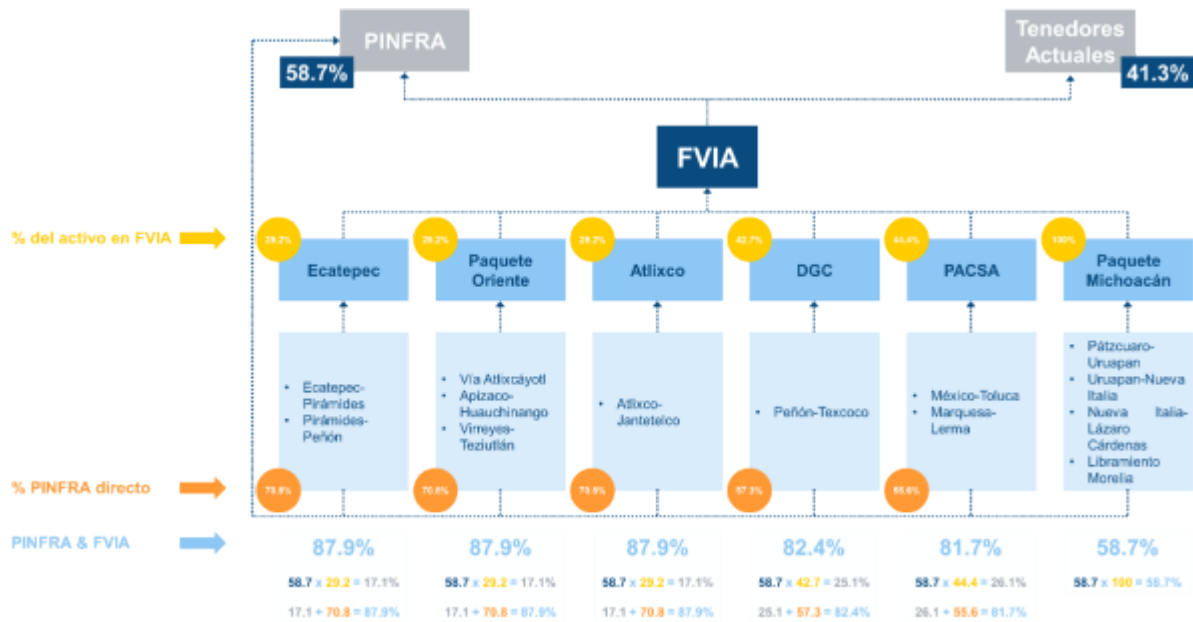 PINFRA
58.7%
Tenedores
Actuales
41.3%
FVIA
% del activo en FVIA
29.2%
29.2%
29.2%
42.7%
44.4%
100%
Ecatepec
Paquete
Oriente
Atlixco
DGC
PACSA
Paquete
Michoacán
• Ecatepec-
Pirámides
• Pirámides-
Peñón
• Vía Atlixcáyotl
• Apizaco-
Huauchinango
• Virreyes-
Teziutlán
• Atlixco-
Jantetelco
• Peñón-Texcoco
• México-Toluca
• Marquesa-
Lerma
• Pátzcuaro-
Uruapan
• Uruapan-Nueva
Italia
• Nueva Italia-
Lázaro
Cárdenas
• Libramiento
Morelia
% PINFRA directo
70.8%
70.8%
70.8%
57.3%
55.6%
PINFRA & FVIA
87.9%
87.9%
87.9%
82.4%
81.7%
58.7%
58.7 x 29.2 = 17.1%
58.7 x 29.2 = 17.1%
58.7 x 29.2 = 17.1%
58.7 x 42.7 = 25.1%
58.7 x 44.4 = 26.1%
58.7 x 100 = 58.7%
17.1 + 70.8 = 87.9%
17.1 + 70.8 = 87.9%
17.1 + 70.8 = 87.9%
25.1 + 57.3 = 82.4%
26.1 + 55.6 = 81.7%